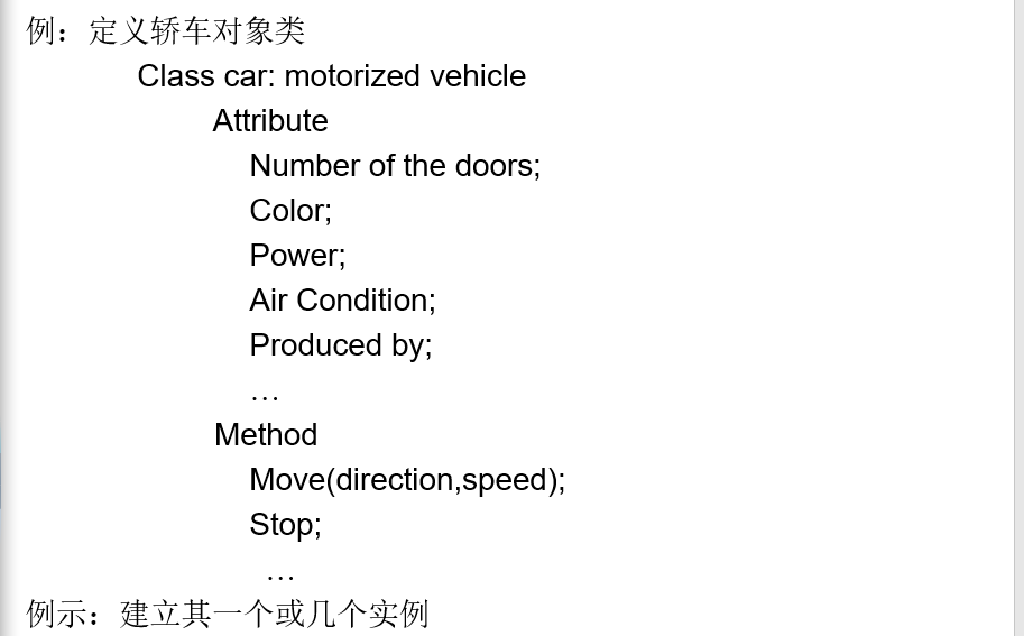 例：定义轿车对象类
Class car: motorized vehicle
Attribute
Number of the doors;
Color;
Power;
Air Condition;
Produced by;
…
Method
Move(direction,speed);
Stop;
…
例示：建立其一个或几个实例